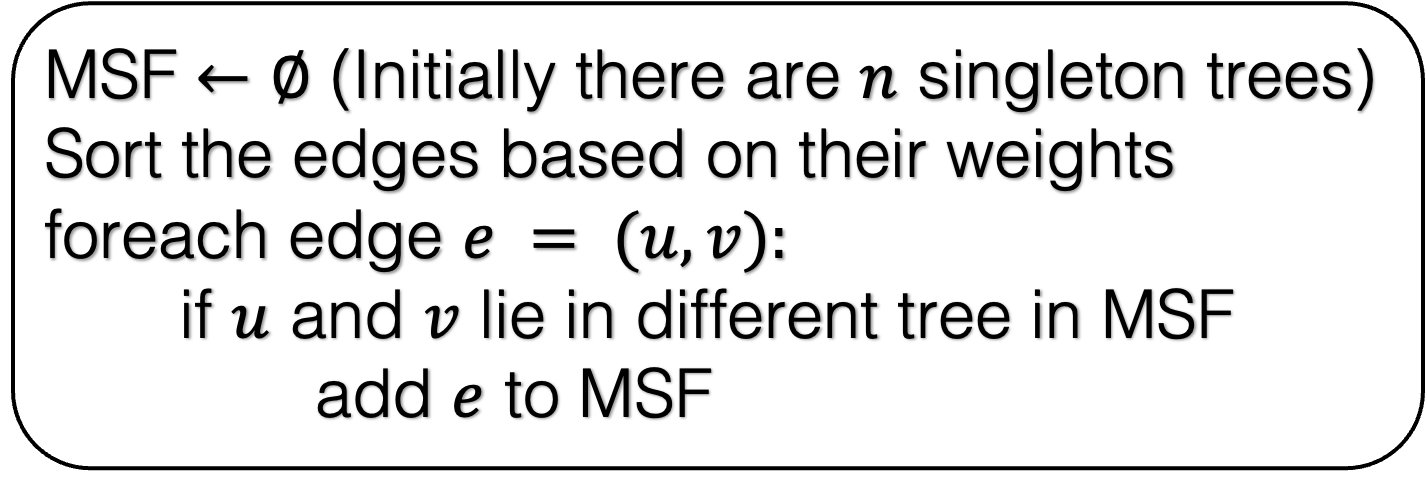 MSF ← ∅ (Initially there are n singleton trees)
Sort the edges based on their weights
foreach edge e = (u, v):
if u and v lie in different tree in MSF
add e to MSF